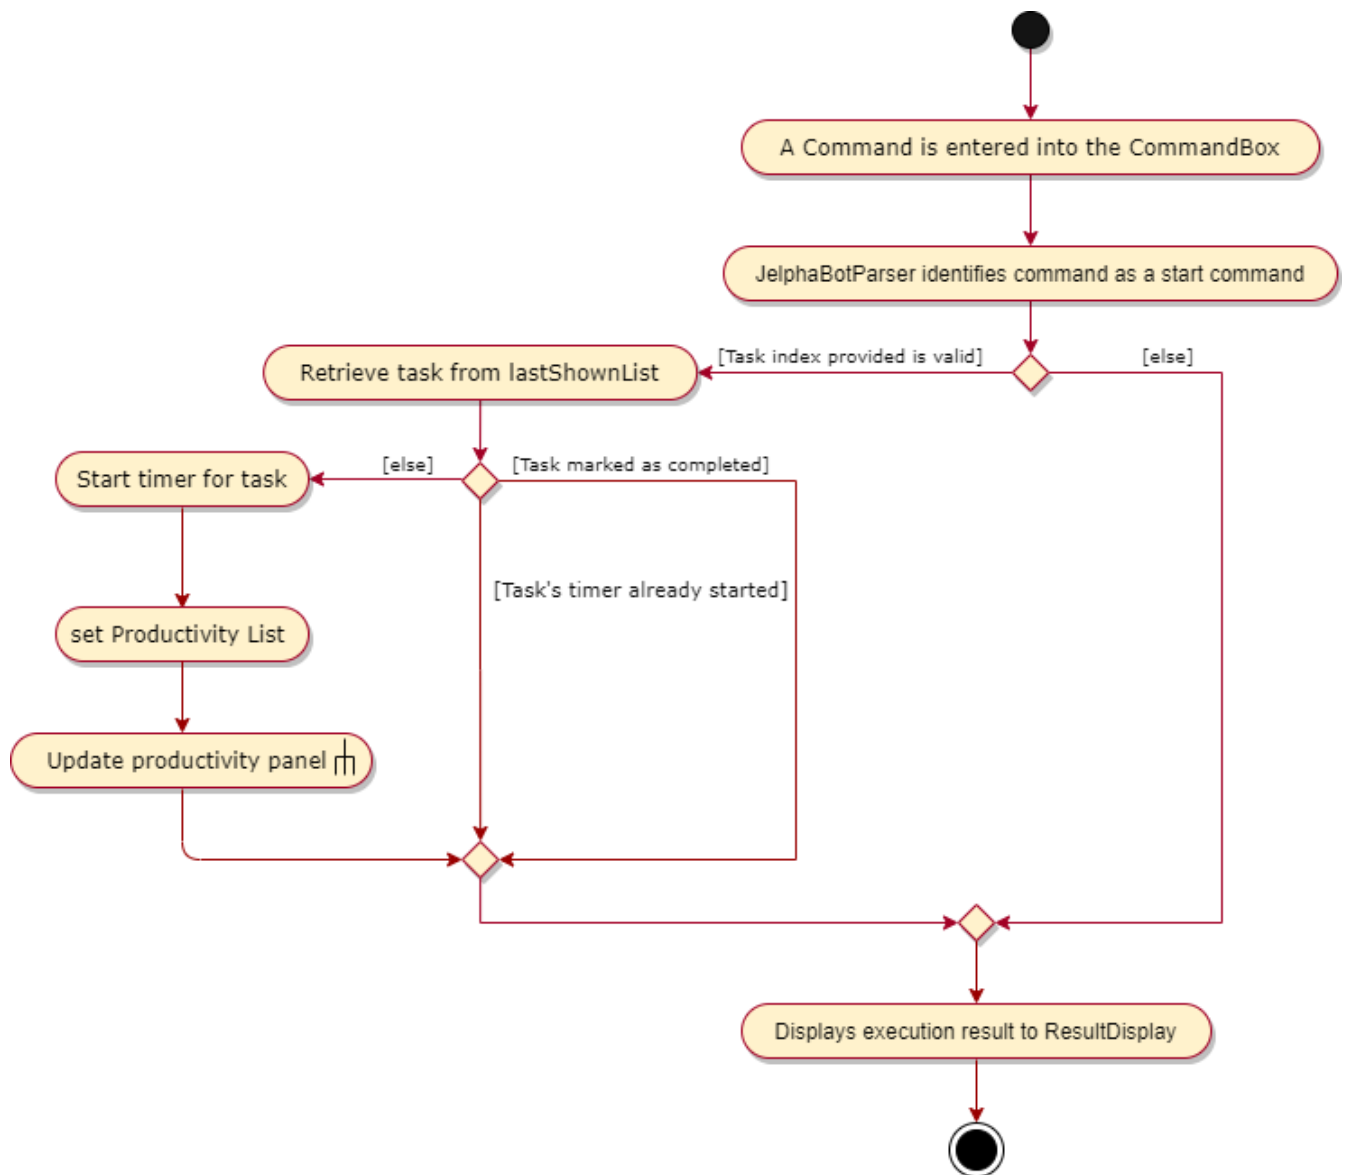 A Command is entered into the CommandBox
JelphaBotParser identifies command as a start command
[Task index provided is valid]
[else]
Retrieve task from lastShownList
[else]
[Task marked as completed]
Start timer for task
[Task's timer already started]
set Productivity List
Update productivity panel
Displays execution result to ResultDisplay